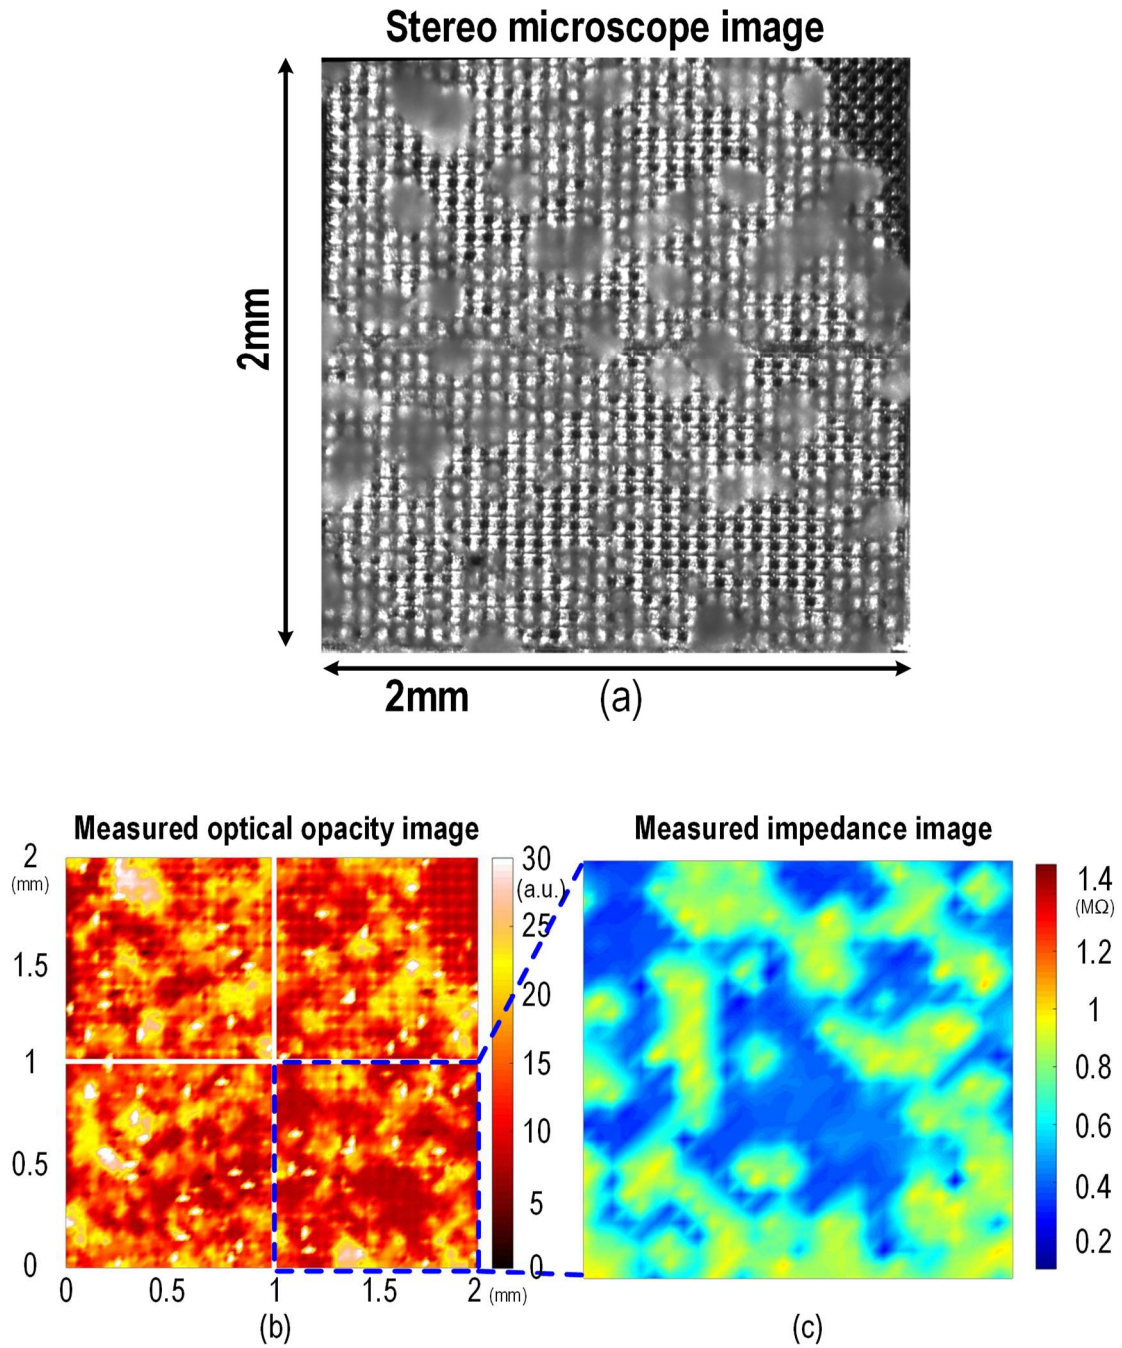 Stereo microscope image
2mm
2mm
(a)
Measured optical opacity image
2
(mm)
1.5
1
0.5
0
0
0.5
1
1.5
2 (mm)
30
(a.u.)
25
20
15
10
5
0
(b)
Measured impedance image
1.4
(MΩ)
1.2
1
0.8
0.6
0.4
0.2
(c)